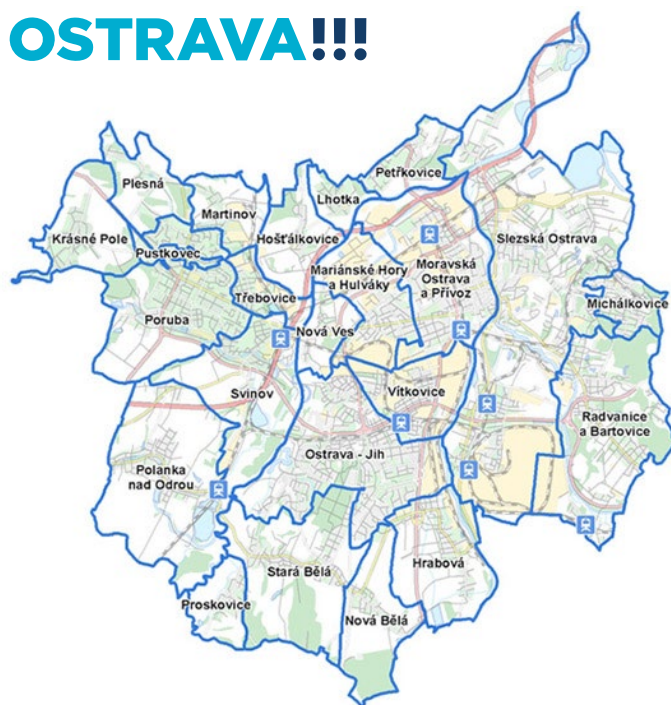 OSTRAVA!!!
Petřkovice
Plesná
Lhotka
Martinov
Krásné Pole
Hošťálkovice
Slezská Ostrava
Pustkovec
Moravská
Ostrava
a Přívoz
Mariánské Hory
a Hulváky
Třebovice
Michálkovice
Poruba
Nová Ves
Svinov
Vítkovice
Radvanice
a Bartovice
Ostrava - Jih
Polanka
nad Odrou
Hrabová
Stará Bělá
Proskovice
Nová Bělá